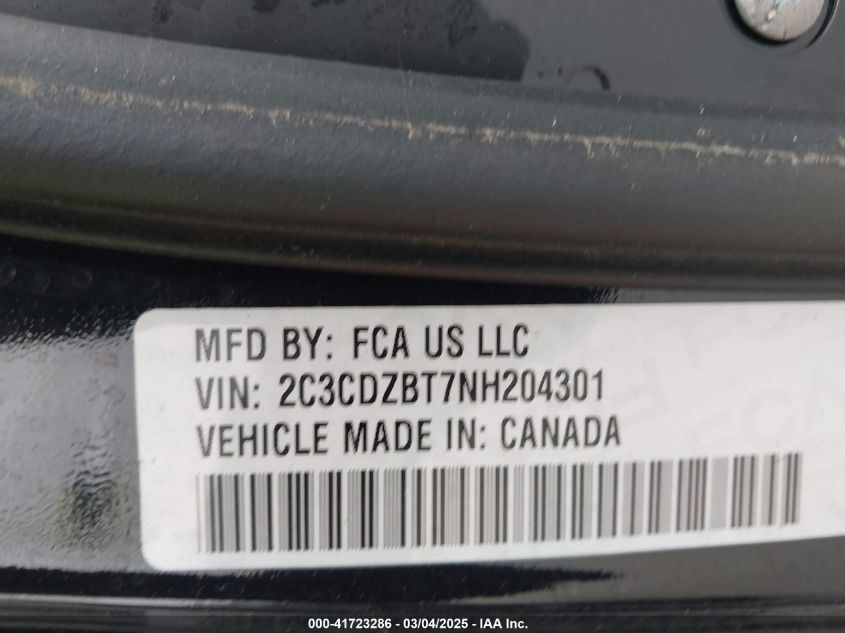 MFD BY: FCA US LLC
VIN: 2C3CDZBT7NH204301
VEHICLE MADE IN: CANADA
000-41723286 - 03/04/2025 - IAA Inc.